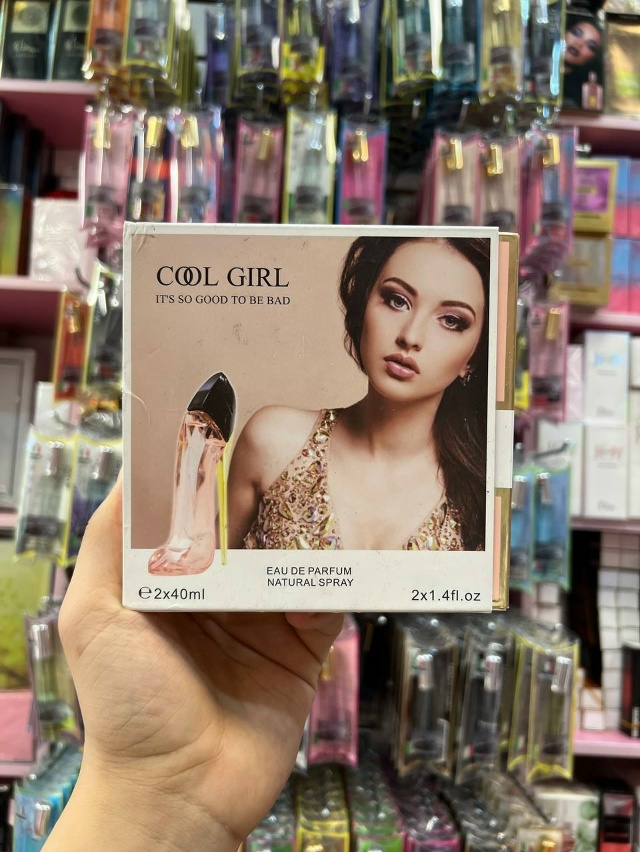 COOL GIRL
IT'S SO GOOD TO BE BAD
EAU DE PARFUM
NATURAL SPRAY
℮2x40ml
2x1.4fl.oz